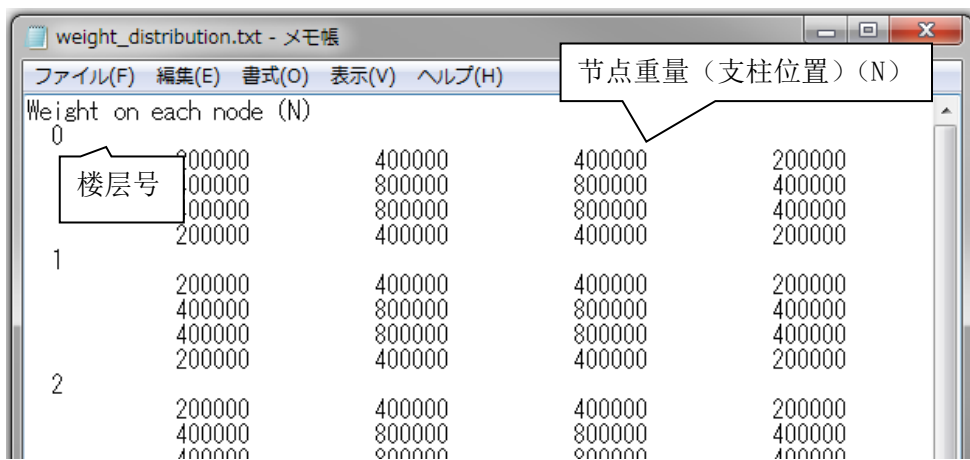 weight_distribution.txt - メモ帳
ファイル(F) 編集(E) 書式(O) 表示(V) ヘルプ(H)
节点重量（支柱位置）(N)
Weight on each node (N)
0
楼层号
200000 400000 400000 200000
00000 800000 800000 400000
00000 800000 800000 400000
200000 400000 400000 200000
1
200000 400000 400000 200000
400000 800000 800000 400000
400000 800000 800000 400000
200000 400000 400000 200000
2
200000 400000 400000 200000
400000 800000 800000 400000
400000 800000 800000 400000